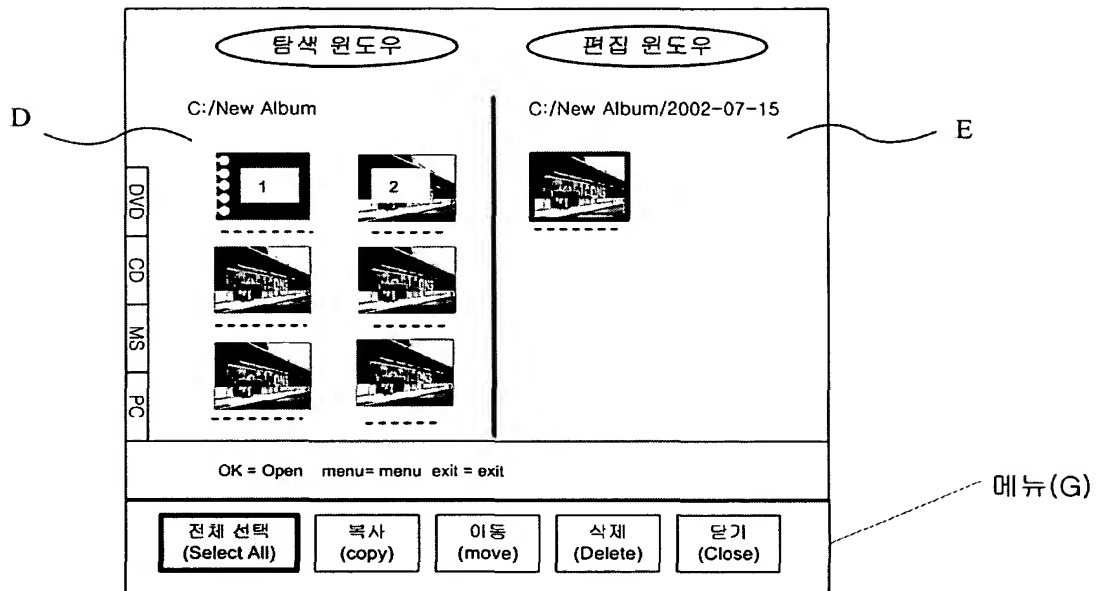 탐색 윈도우
편집 윈도우
C:/New Album
C:/New Album/2002-07-15
D
E
1
2
DVD
CD
MS
PC
OK = Open menu= menu exit = exit
메뉴(G)
전체 선택
(Select All)
복사
(copy)
이동
(move)
삭제
(Delete)
닫기
(Close)